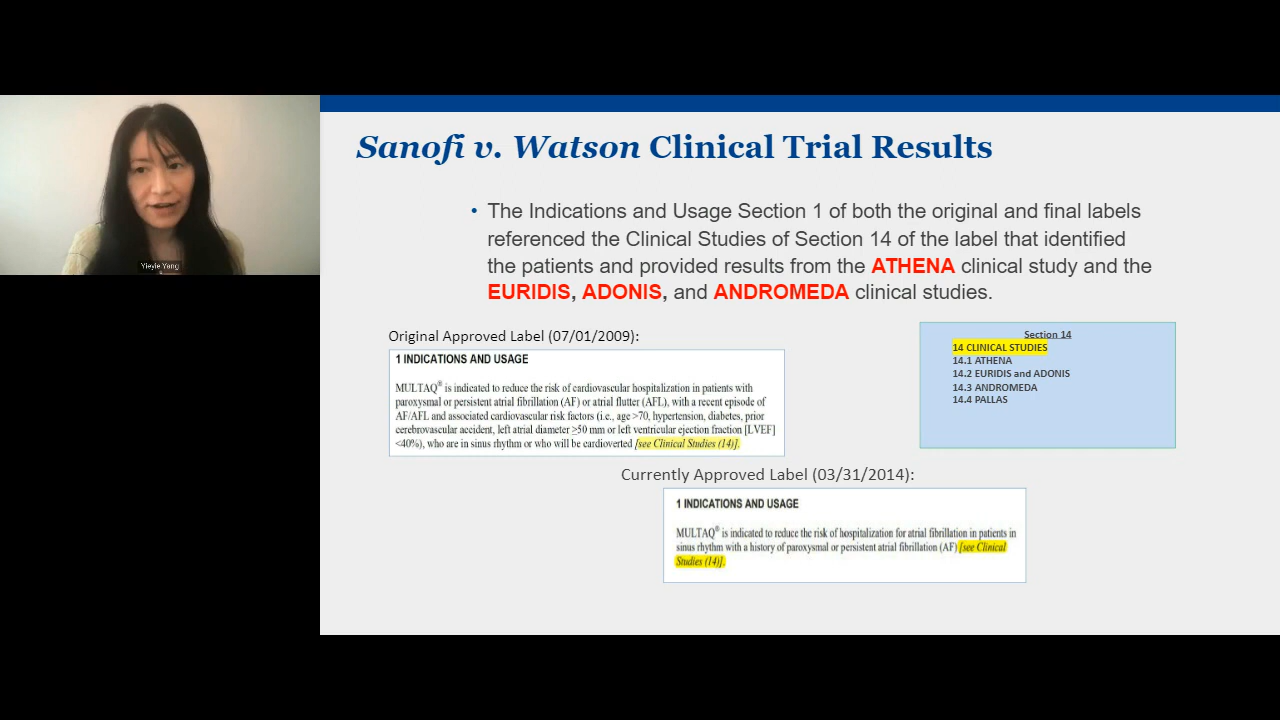 Sanofi v. Watson Clinical Trial Results
• The Indications and Usage Section 1 of both the original and final labels
referenced the Clinical Studies of Section 14 of the label that identified
the patients and provided results from the ATHENA clinical study and the
EURIDIS, ADONIS, and ANDROMEDA clinical studies.
Yieyie Yang
Original Approved Label (07/01/2009):
1 INDICATIONS AND USAGE
MULTAQ® is indicated to reduce the risk of cardiovascular hospitalization in patients with
paroxysmal or persistent atrial fibrillation (AF) or atrial flutter (AFL), with a recent episode of
AF/AFL and associated cardiovascular risk factors (i.e., age >70, hypertension, diabetes, prior
cerebrovascular accident, left atrial diameter ≥50 mm or left ventricular ejection fraction [LVEF]
<40%), who are in sinus rhythm or who will be cardioverted [see Clinical Studies (14)].
Section 14
14 CLINICAL STUDIES
14.1 ATHENA
14.2 EURIDIS and ADONIS
14.3 ANDROMEDA
14.4 PALLAS
Currently Approved Label (03/31/2014):
1 INDICATIONS AND USAGE
MULTAQ® is indicated to reduce the risk of hospitalization for atrial fibrillation in patients in
sinus rhythm with a history of paroxysmal or persistent atrial fibrillation (AF) [see Clinical
Studies (14)].